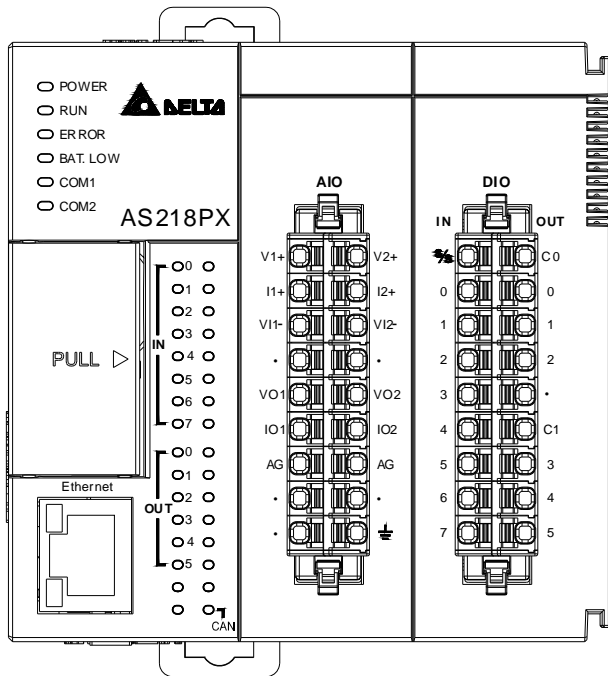 POWER
RUN
ERROR
BAT. LOW
COM1
COM2
DELTA
AS218PX
PULL
Ethernet
IN
0
1
2
3
4
5
6
7
OUT
0
1
2
3
4
5
CAN
AIO
V1+ V2+
I1+ I2+
VI1- VI2-
• •
VO1 VO2
IO1 IO2
AG AG
• •
•
DIO
IN OUT
S/S C0
0 0
1 1
2 2
3 •
4 C1
5 3
6 4
7 5